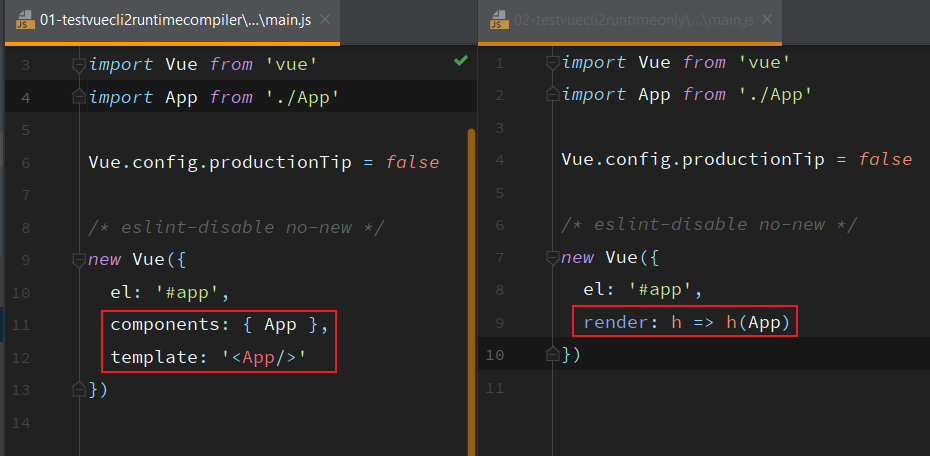 01-testvuecli2runtimecompiler\...\main.js
3 import Vue from 'vue'
4 import App from './App'
5
6 Vue.config.productionTip = false
7
8 /* eslint-disable no-new */
9 new Vue({
10 el: '#app',
11 components: { App },
12 template: '<App/>'
13 })
14
02-testvuecli2runtimeonly\...\main.js
1 import Vue from 'vue'
2 import App from './App'
3
4 Vue.config.productionTip = false
5
6 /* eslint-disable no-new */
7 new Vue({
8 el: '#app',
9 render: h => h(App)
10 })
11